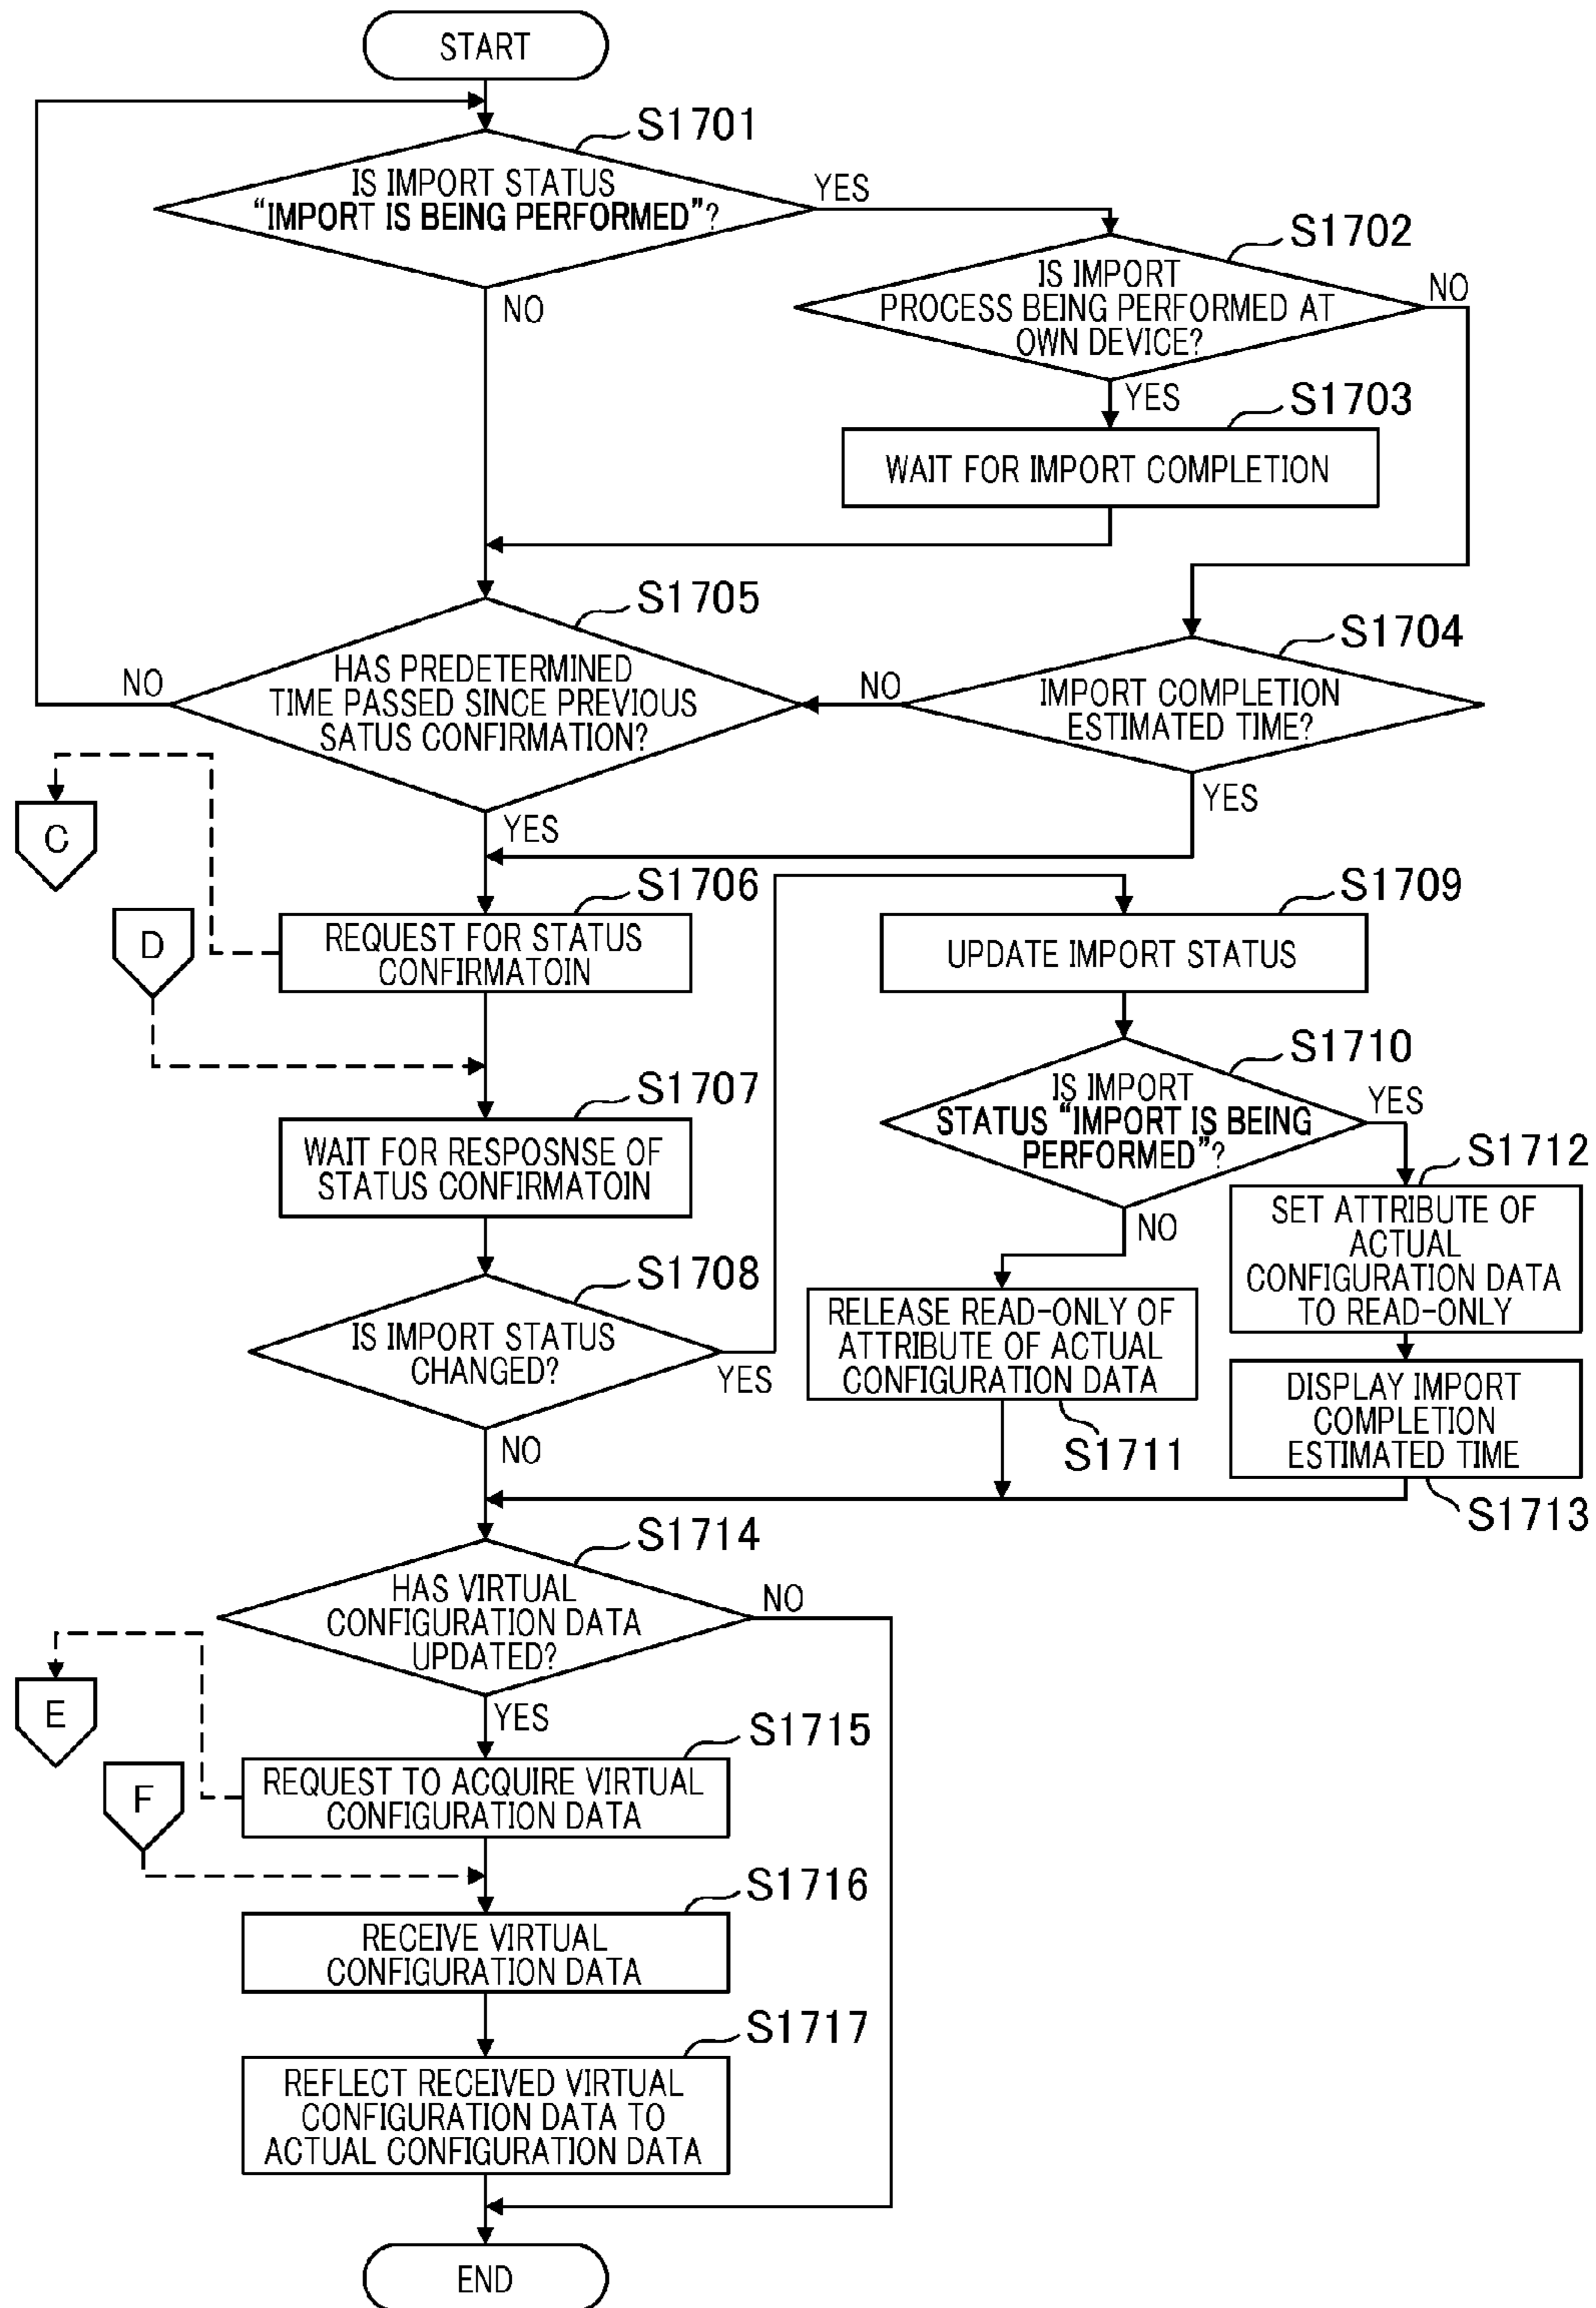 START
S1701
IS IMPORT STATUS
“IMPORT IS BEING PERFORMED”?
YES
NO
S1702
IS IMPORT
PROCESS BEING PERFORMED AT
OWN DEVICE?
NO
YES
S1703
WAIT FOR IMPORT COMPLETION
S1705
HAS PREDETERMINED
TIME PASSED SINCE PREVIOUS
SATUS CONFIRMATION?
NO
YES
S1704
IMPORT COMPLETION
ESTIMATED TIME?
NO
YES
C
D
S1706
REQUEST FOR STATUS
CONFIRMATOIN
S1707
WAIT FOR RESPOSNSE OF
STATUS CONFIRMATOIN
S1708
IS IMPORT STATUS
CHANGED?
YES
NO
S1709
UPDATE IMPORT STATUS
S1710
IS IMPORT
STATUS “IMPORT IS BEING
PERFORMED”?
YES
NO
S1712
SET ATTRIBUTE OF
ACTUAL
CONFIGURATION DATA
TO READ-ONLY
RELEASE READ-ONLY OF
ATTRIBUTE OF ACTUAL
CONFIGURATION DATA
S1711
DISPLAY IMPORT
COMPLETION
ESTIMATED TIME
S1713
S1714
HAS VIRTUAL
CONFIGURATION DATA
UPDATED?
NO
YES
E
F
S1715
REQUEST TO ACQUIRE VIRTUAL
CONFIGURATION DATA
S1716
RECEIVE VIRTUAL
CONFIGURATION DATA
S1717
REFLECT RECEIVED VIRTUAL
CONFIGURATION DATA TO
ACTUAL CONFIGURATION DATA
END